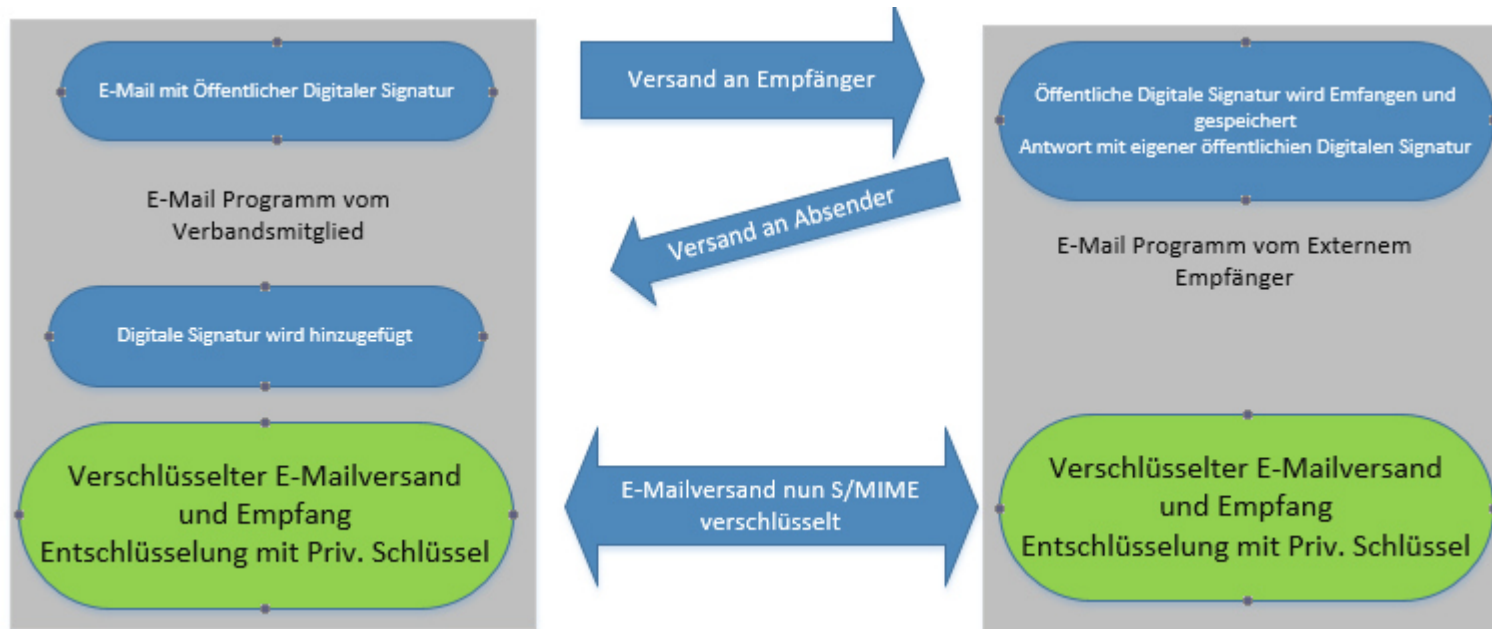 E-Mail mit Öffentlicher Digitaler Signatur
E-Mail Programm vom
Verbandsmitglied
Digitale Signatur wird hinzugefügt
Verschlüsselter E-Mailversand
und Empfang
Entschlüsselung mit Priv. Schlüssel
Versand an Empfänger
Versand an Absender
E-Mailversand nun S/MIME
verschlüsselt
Öffentliche Digitale Signatur wird Emfangen und
gespeichert
Antwort mit eigener öffentlichien Digitalen Signatur
E-Mail Programm vom Externem
Empfänger
Verschlüsselter E-Mailversand
und Empfang
Entschlüsselung mit Priv. Schlüssel